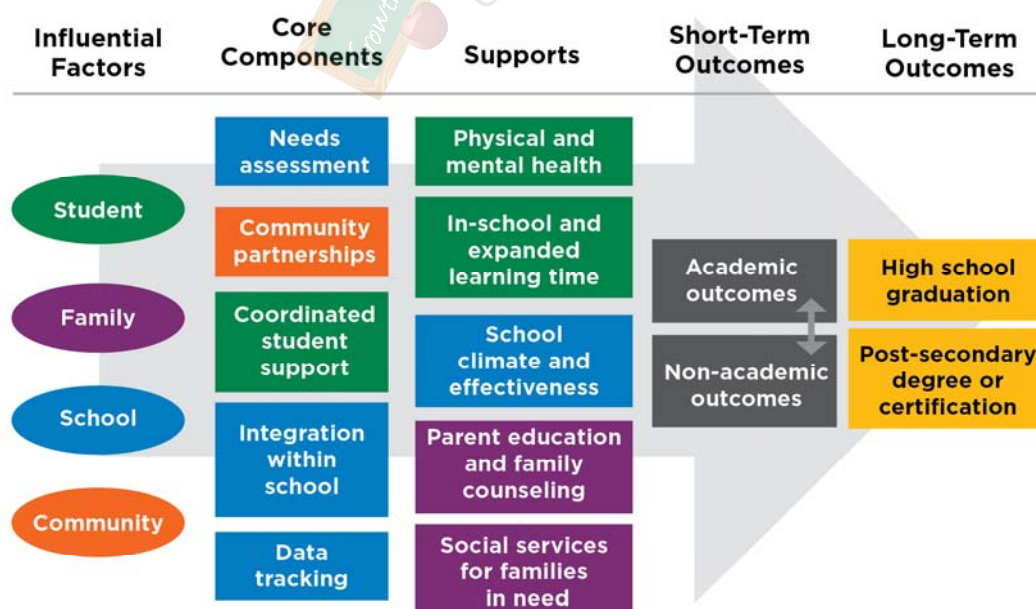 Influential
Factors
Core
Components
Supports
Short-Term
Outcomes
Long-Term
Outcomes
Student
Family
School
Community
Needs
assessment
Community
partnerships
Coordinated
student
support
Integration
within
school
Data
tracking
Physical and
mental health
In-school and
expanded
learning time
School
climate and
effectiveness
Parent education
and family
counseling
Social services
for families
in need
Academic
outcomes
Non-academic
outcomes
High school
graduation
Post-secondary
degree or
certification
Growth